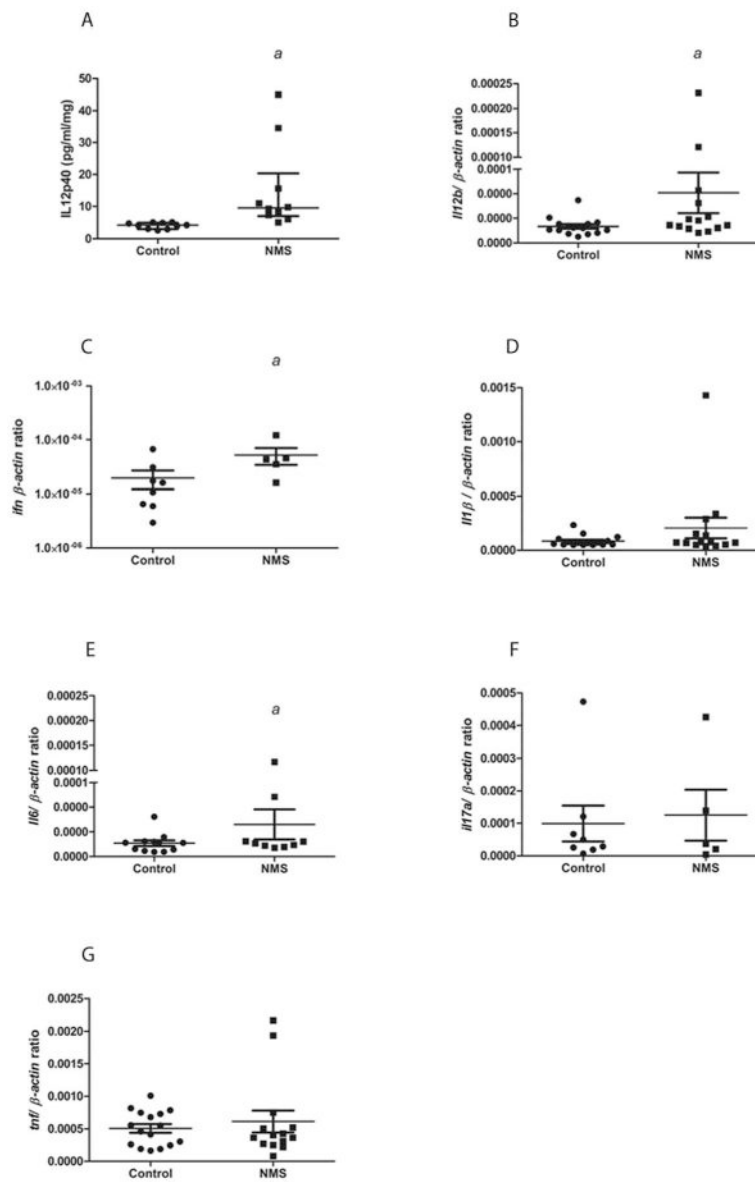 A
a
IL12p40 (pg/ml/mg)
50
40
30
20
10
0
Control
NMS
B
a
Il12b/ β-actin ratio
0.00025
0.00020
0.00015
0.00010
0.0001
0.0000
0.0000
0.0000
Control
NMS
C
a
ifn β-actin ratio
1.0×10-03
1.0×10-04
1.0×10-05
1.0×10-06
Control
NMS
D
Il1β / β-actin ratio
0.0015
0.0010
0.0005
0.0000
Control
NMS
E
a
Il6/ β-actin ratio
0.00025
0.00020
0.00015
0.00010
0.0001
0.0000
0.0000
0.0000
Control
NMS
F
il17a/ β-actin ratio
0.0005
0.0004
0.0003
0.0002
0.0001
0.0000
Control
NMS
G
tnf/ β-actin ratio
0.0025
0.0020
0.0015
0.0010
0.0005
0.0000
Control
NMS